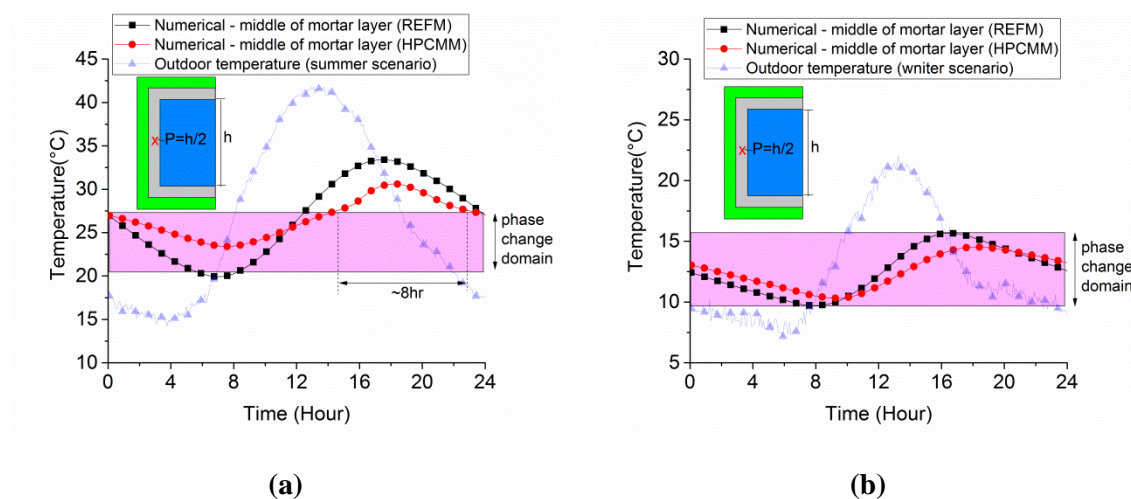 Numerical - middle of mortar layer (REFM)
Numerical - middle of mortar layer (HPCMM)
Outdoor temperature (summer scenario)
45
40
35
30
25
20
15
10
Temperature(°C)
x
P=h/2
h
phase
change
domain
~8hr
0
4
8
12
16
20
24
Time (Hour)
(a)
Numerical - middle of mortar layer (REFM)
Numerical - middle of mortar layer (HPCMM)
Outdoor temperature (wniter scenario)
30
25
20
15
10
5
Temperature(°C)
x
P=h/2
h
phase
change
domain
0
4
8
12
16
20
24
Time (Hour)
(b)